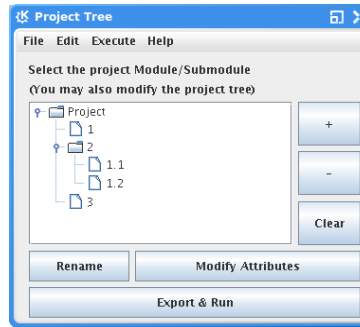 Project Tree
File Edit Execute Help
Select the project Module/Submodule
(You may also modify the project tree)
Project
1
2
1.1
1.2
3
+
-
Clear
Rename
Modify Attributes
Export & Run